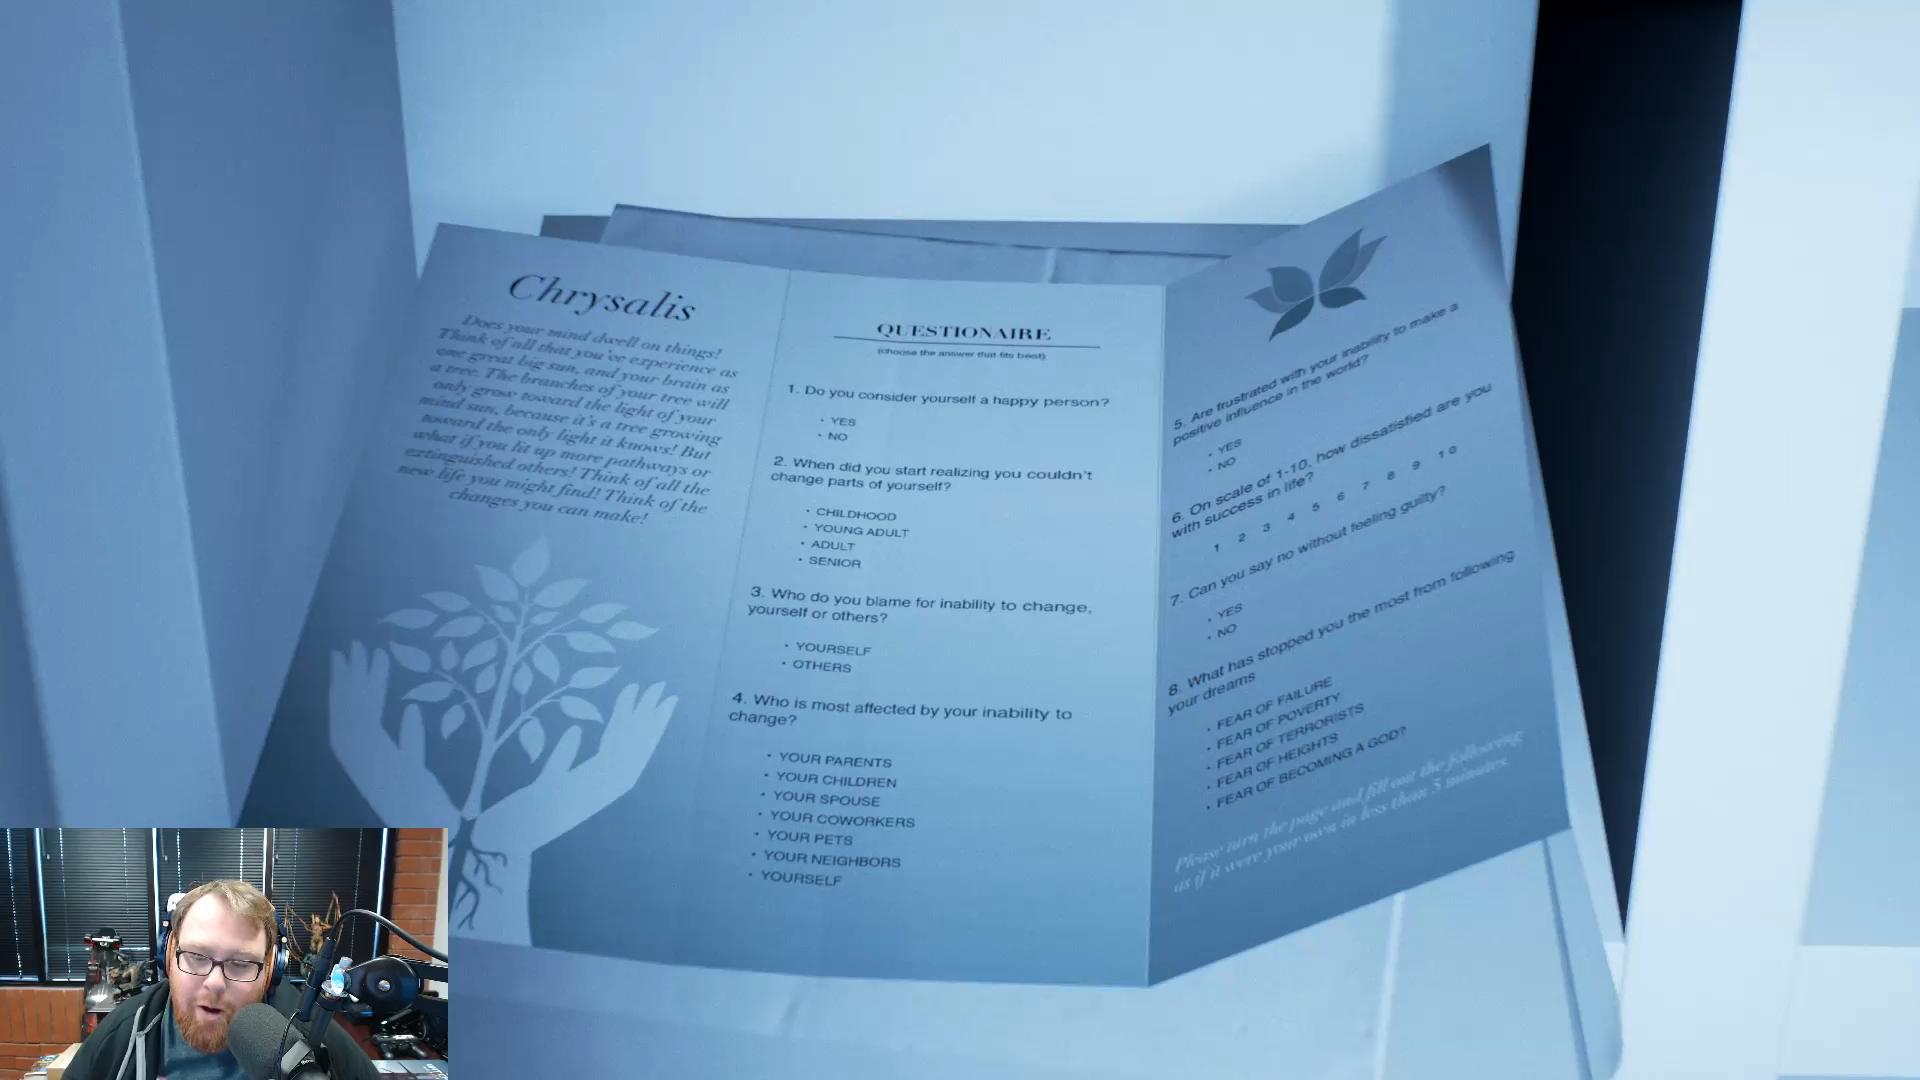 Chrysalis
Does your mind dwell on things!
Think of all that you've experience as
one great big sun, and your brain as
a tree. The branches of your tree will
only grow toward the light of your
mind sun, because it's a tree growing
toward the only light it knows! But
what if you lit up more pathways or
extinguished others! Think of all the
new life you might find! Think of the
changes you can make!
QUESTIONAIRE
(choose the answer that fits best)
1. Do you consider yourself a happy person?
• YES
• NO
2. When did you start realizing you couldn't
change parts of yourself?
• CHILDHOOD
• YOUNG ADULT
• ADULT
• SENIOR
3. Who do you blame for inability to change,
yourself or others?
• YOURSELF
• OTHERS
4. Who is most affected by your inability to
change?
• YOUR PARENTS
• YOUR CHILDREN
• YOUR SPOUSE
• YOUR COWORKERS
• YOUR PETS
• YOUR NEIGHBORS
• YOURSELF
5. Are frustrated with your inability to make a
positive influence in the world?
• YES
• NO
6. On scale of 1-10, how dissatisfied are you
with success in life?
1 2 3 4 5 6 7 8 9 10
7. Can you say no without feeling guilty?
• YES
• NO
8. What has stopped you the most from following
your dreams
• FEAR OF FAILURE
• FEAR OF POVERTY
• FEAR OF TERRORISTS
• FEAR OF HEIGHTS
• FEAR OF BECOMING A GOD?
Please turn the page and fill out the following
as if it were your own in less than 5 minutes.